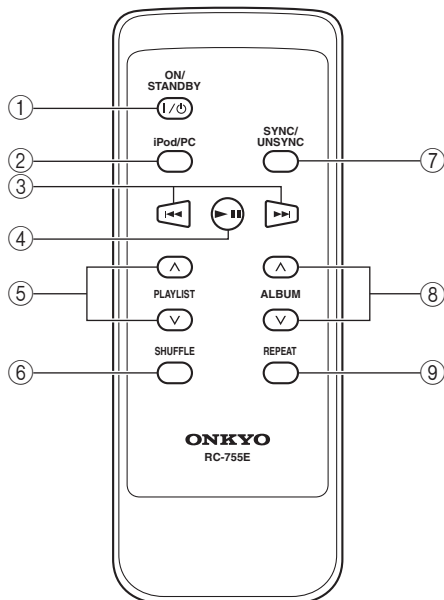 ON/
STANDBY
1
I/⏻
2
iPod/PC
SYNC/
UNSYNC
7
3
4
5
PLAYLIST
ALBUM
8
6
SHUFFLE
REPEAT
9
ONKYO
RC-755E